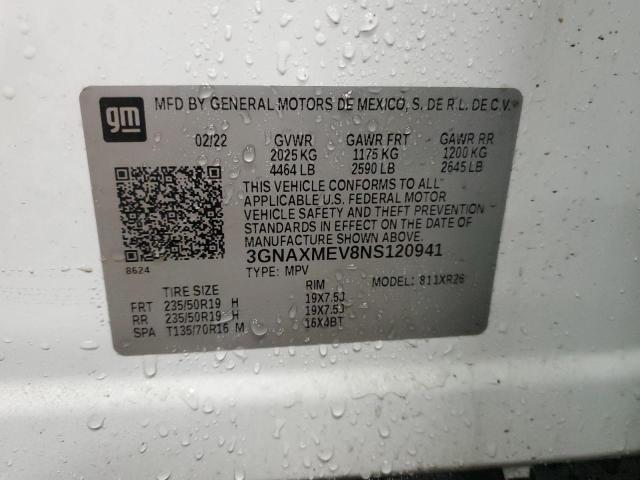 gm
MFD BY GENERAL MOTORS DE MEXICO, S. DE R.L. DE C.V.
02/22 GVWR GAWR FRT GAWR RR
2025 KG 1175 KG 1200 KG
4464 LB 2590 LB 2645 LB
THIS VEHICLE CONFORMS TO ALL
APPLICABLE U.S. FEDERAL MOTOR
VEHICLE SAFETY AND THEFT PREVENTION
STANDARDS IN EFFECT ON THE DATE OF
MANUFACTURE SHOWN ABOVE.
3GNAXMEV8NS120941
8624
TYPE: MPV MODEL: 811XR26
TIRE SIZE RIM
FRT 235/50R19 H 19X7.5J
RR 235/50R19 H 19X7.5J
SPA T135/70R16 M 16X4BT